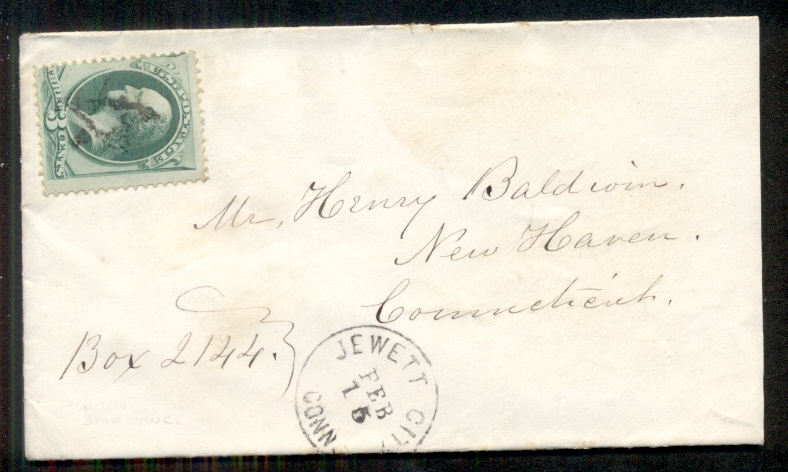 Mr. Henry Baldwin.
New Haven.
Connecticut.
Box 2144.
JEWETT CITY
FEB
15
CONN